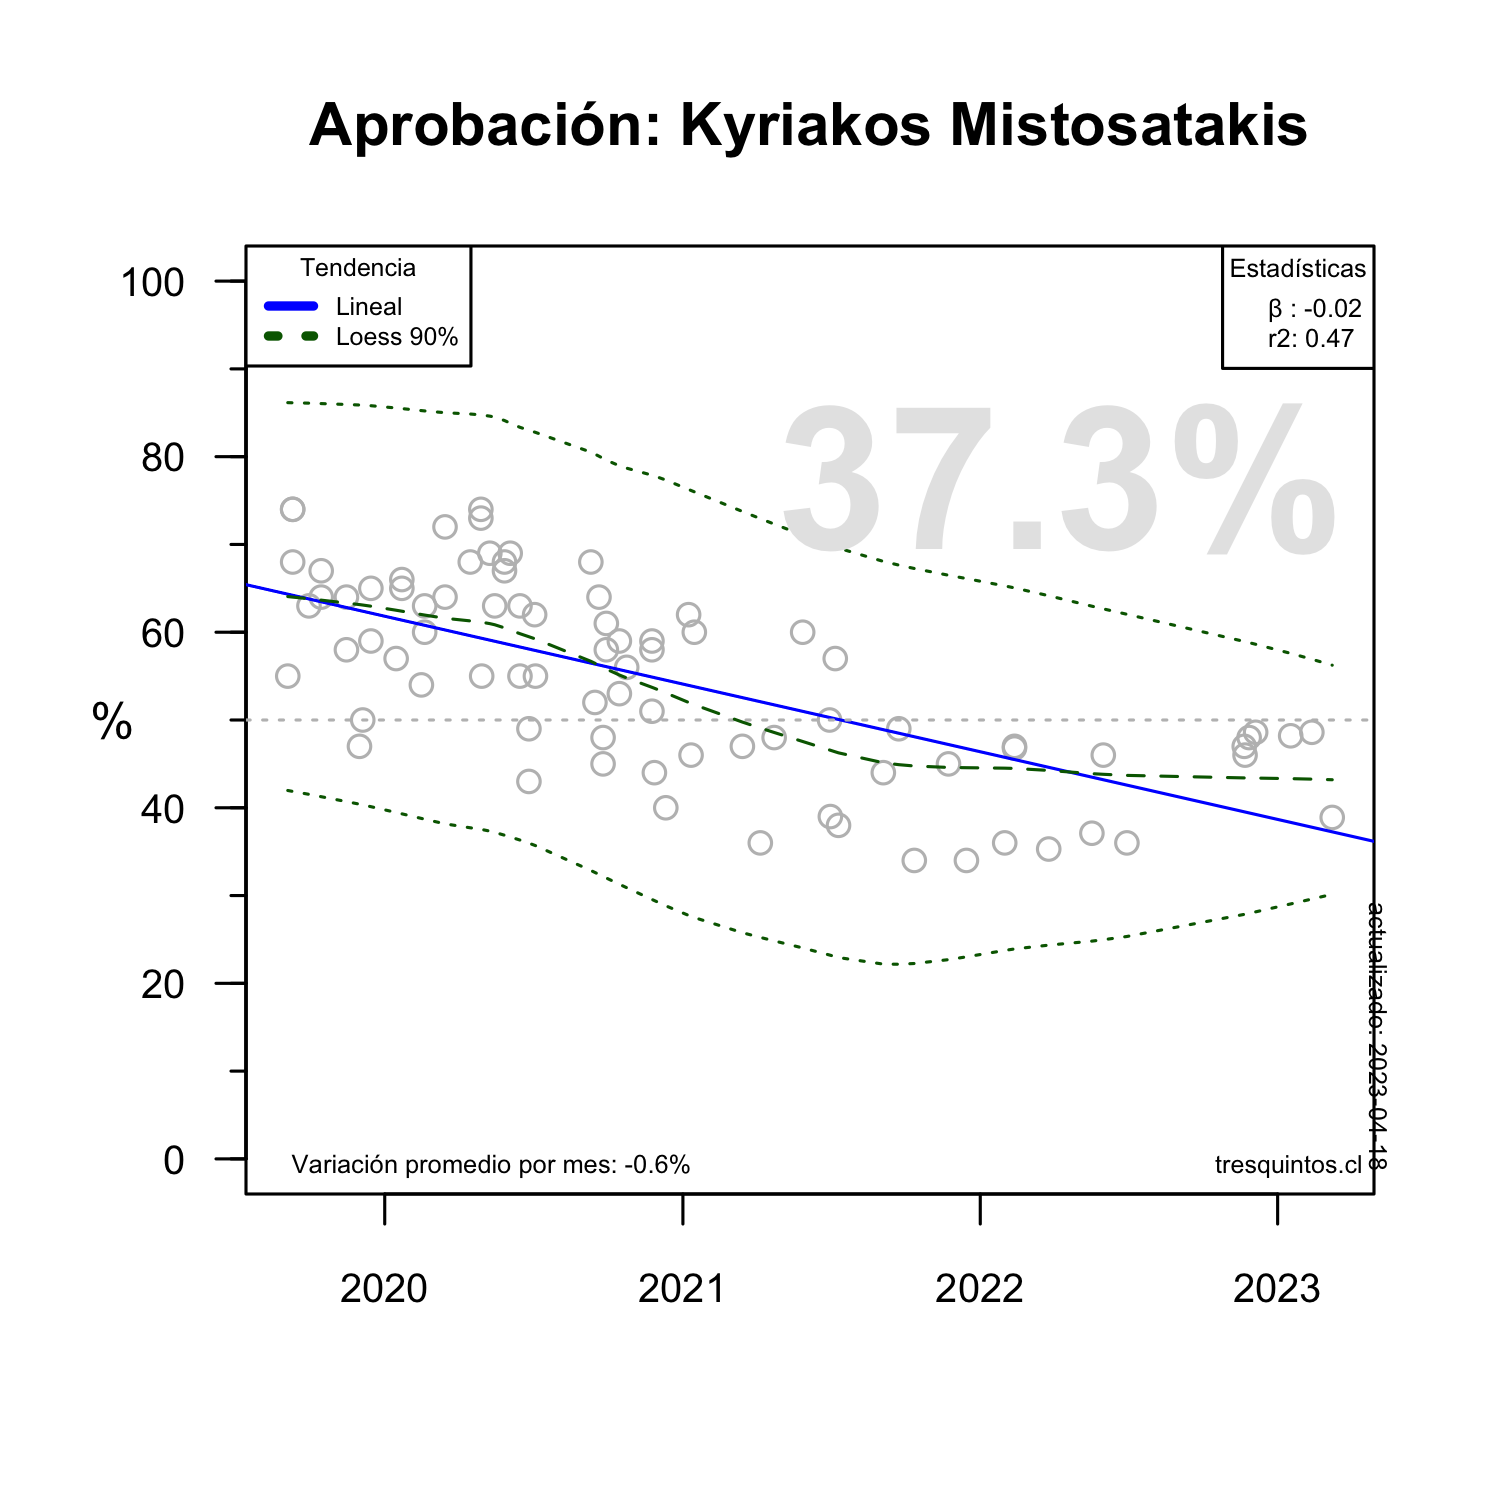 Aprobación: Kyriakos Mistosatakis
Tendencia
Lineal
Loess 90%
Estadísticas
β : -0.02
r2: 0.47
37.3%
%
100
80
60
40
20
0
actualizado: 2023-04-18
Variación promedio por mes: -0.6%
tresquintos.cl
2020
2021
2022
2023